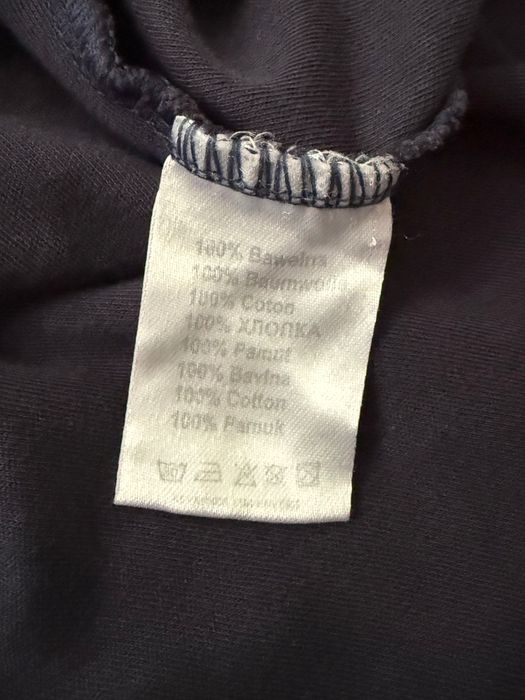 100% Bawełna
100% Baumwolle
100% Coton
100% ХЛОПКА
100% Pamut
100% Bavlna
100% Cotton
100% Pamuk